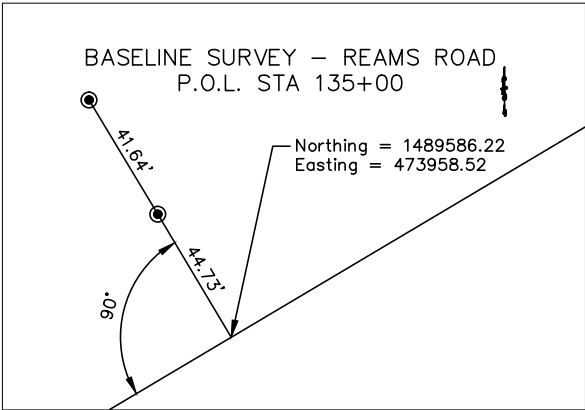 BASELINE SURVEY – REAMS ROAD
P.O.L. STA 135+00
41.64'
Northing = 1489586.22
Easting = 473958.52
44.73'
90°